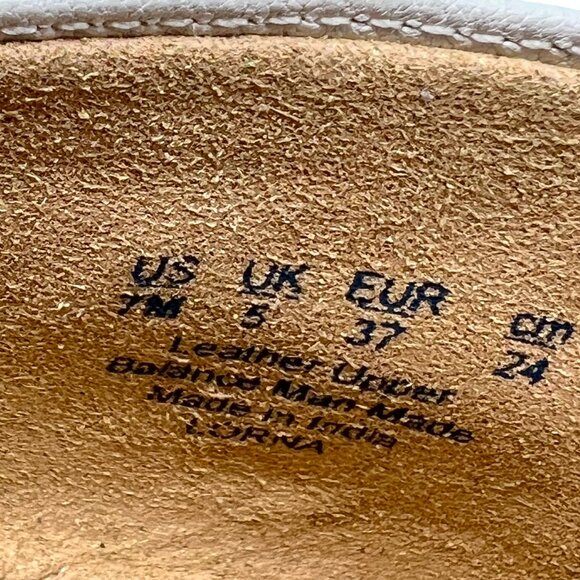 US UK EUR cm
7M 5 37 24
Leather Upper
Balance Man Made
Made in India
LORNA